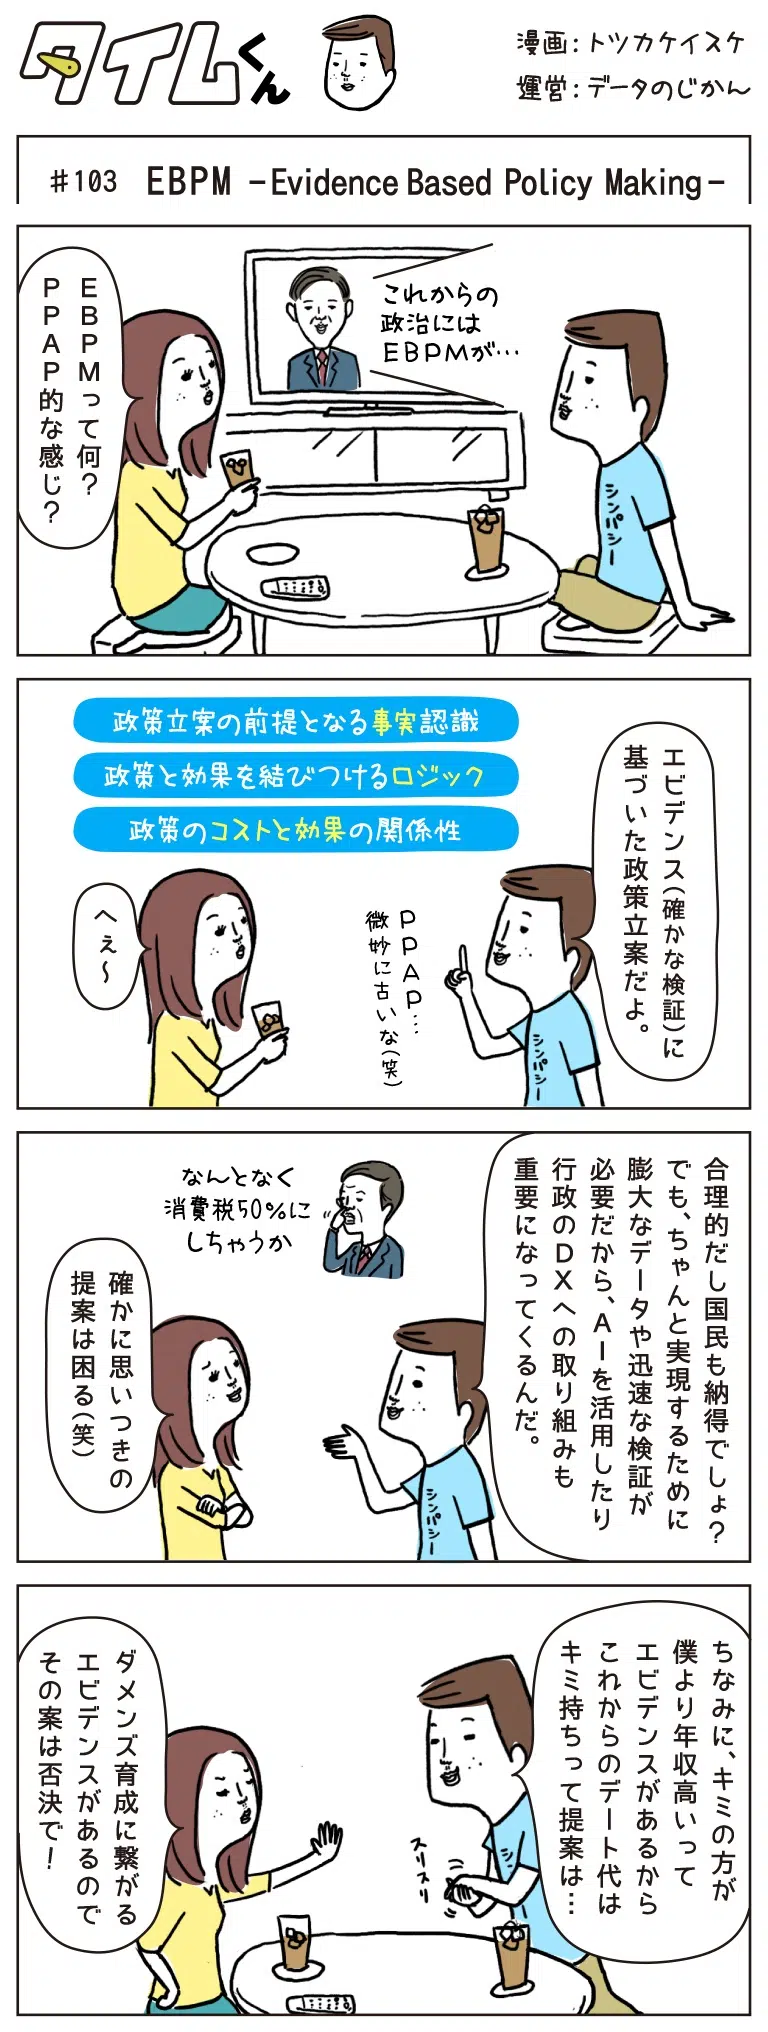 タイムくん
漫画：トツカケイスケ
運営：データのじかん
#103 EBPM -Evidence Based Policy Making-
これからの
政治には
EBPMが…
EBPMって何？
PPAP的な感じ？
シンパシー
政策立案の前提となる事実認識
政策と効果を結びつけるロジック
政策のコストと効果の関係性
エビデンス(確かな検証)に
基づいた政策立案だよ。
PPAP…
微妙に古いな(笑)
へぇ〜
シンパシー
合理的だし国民も納得でしょ？
でも、ちゃんと実現するために
膨大なデータや迅速な検証が
必要だから、AIを活用したり
行政のDXへの取り組みも
重要になってくるんだ。
なんとなく
消費税50%に
しちゃうか
確かに思いつきの
提案は困る(笑)
シンパシー
ちなみに、キミの方が
僕より年収高いって
エビデンスがあるから
これからのデート代は
キミ持ちって提案は…
スリスリ
シン
ダメンズ育成に繋がる
エビデンスがあるので
その案は否決で！